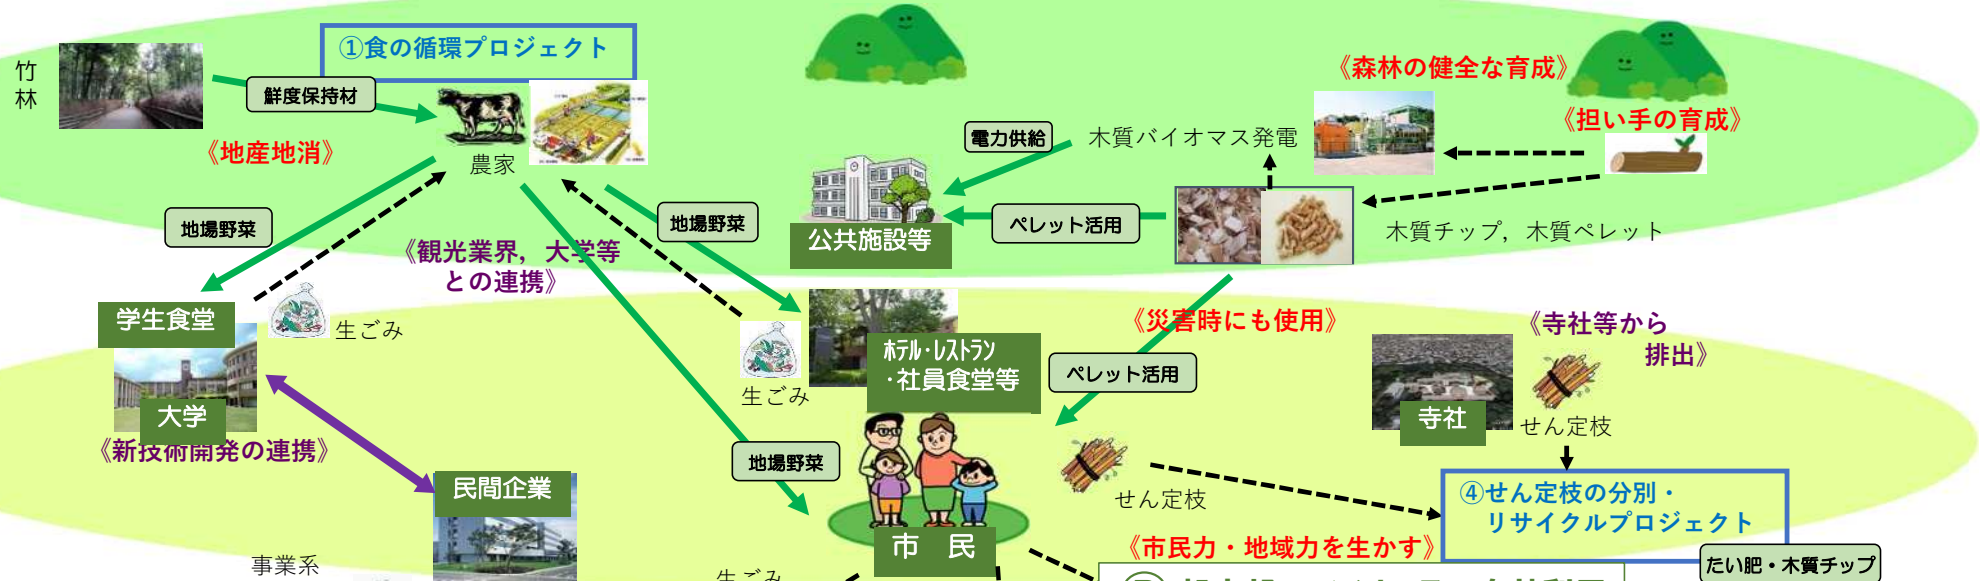 ①食の循環プロジェクト
竹
林
鮮度保持材
《地産地消》
農家
地場野菜
地場野菜
《観光業界，大学等
との連携》
学生食堂
生ごみ
大学
《新技術開発の連携》
民間企業
事業系
生ごみ
ホテル・レストラン
・社員食堂等
地場野菜
市　民
生ごみ
《森林の健全な育成》
《担い手の育成》
電力供給
木質バイオマス発電
公共施設等
ペレット活用
木質チップ，木質ペレット
《災害時にも使用》
ペレット活用
《寺社等から
排出》
寺社
せん定枝
せん定枝
④せん定枝の分別・
リサイクルプロジェクト
《市民力・地域力を生かす》
たい肥・木質チップ